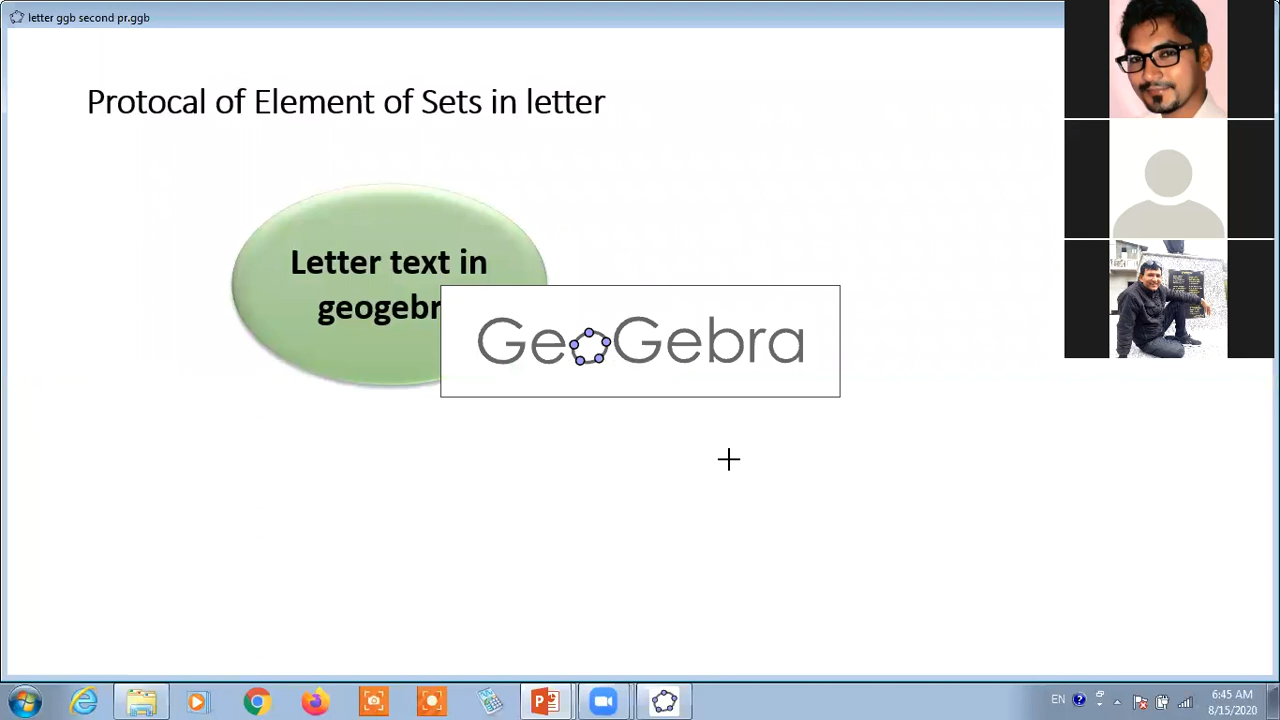 letter ggb second pr.ggb
Protocal of Element of Sets in letter
Letter text in
geogebr
GeoGebra
EN
6:45 AM
8/15/2020